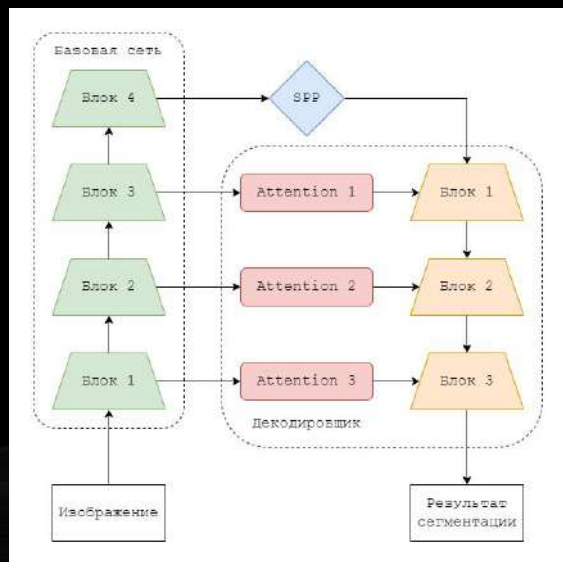 Базовая сеть
Блок 4
SPP
Блок 3
Attention 1
Блок 1
Блок 2
Attention 2
Блок 2
Блок 1
Attention 3
Блок 3
Декодировшик
Изображение
Результат
сегментации